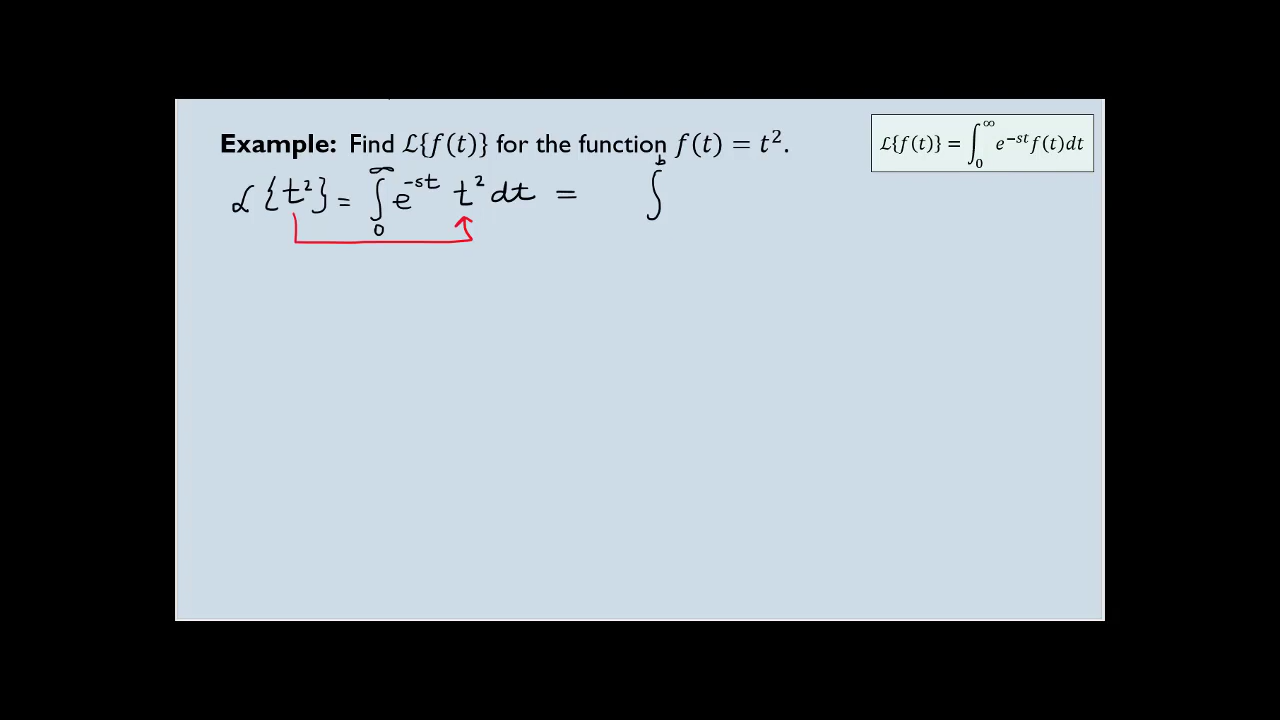 Example: Find ℒ{f(t)} for the function f(t) = t².
ℒ{f(t)} = ∫₀^∞ e^{-st} f(t)dt
ℒ{t²} = ∫₀^∞ e^{-st} t² dt = ∫^b